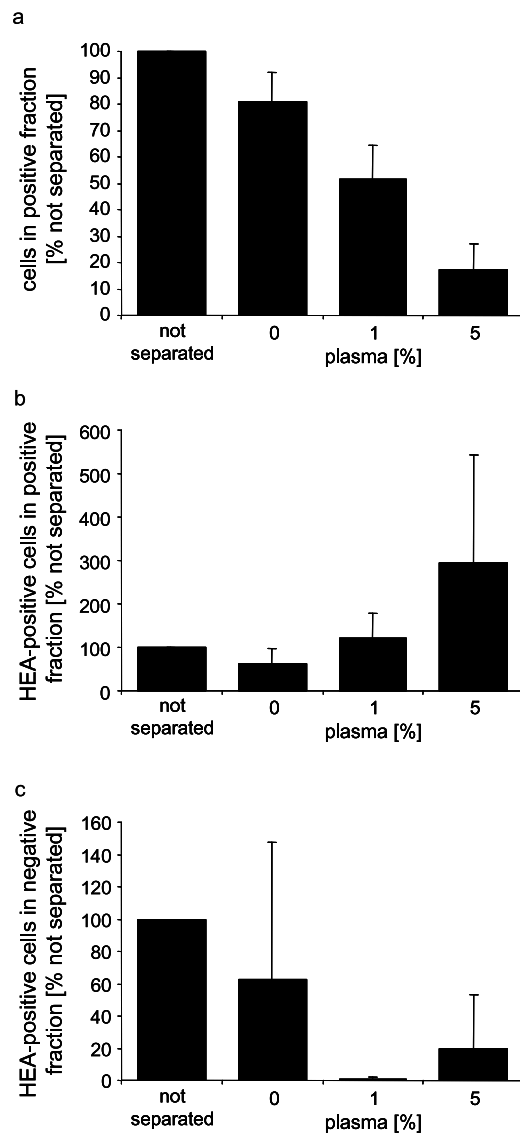 a
cells in positive fraction
[% not separated]
100
90
80
70
60
50
40
30
20
10
0
not
separated
0
1
5
plasma [%]
b
HEA-positive cells in positive
fraction [% not separated]
600
500
400
300
200
100
0
not
separated
0
1
5
plasma [%]
c
HEA-positive cells in negative
fraction [% not separated]
160
140
120
100
80
60
40
20
0
not
separated
0
1
5
plasma [%]